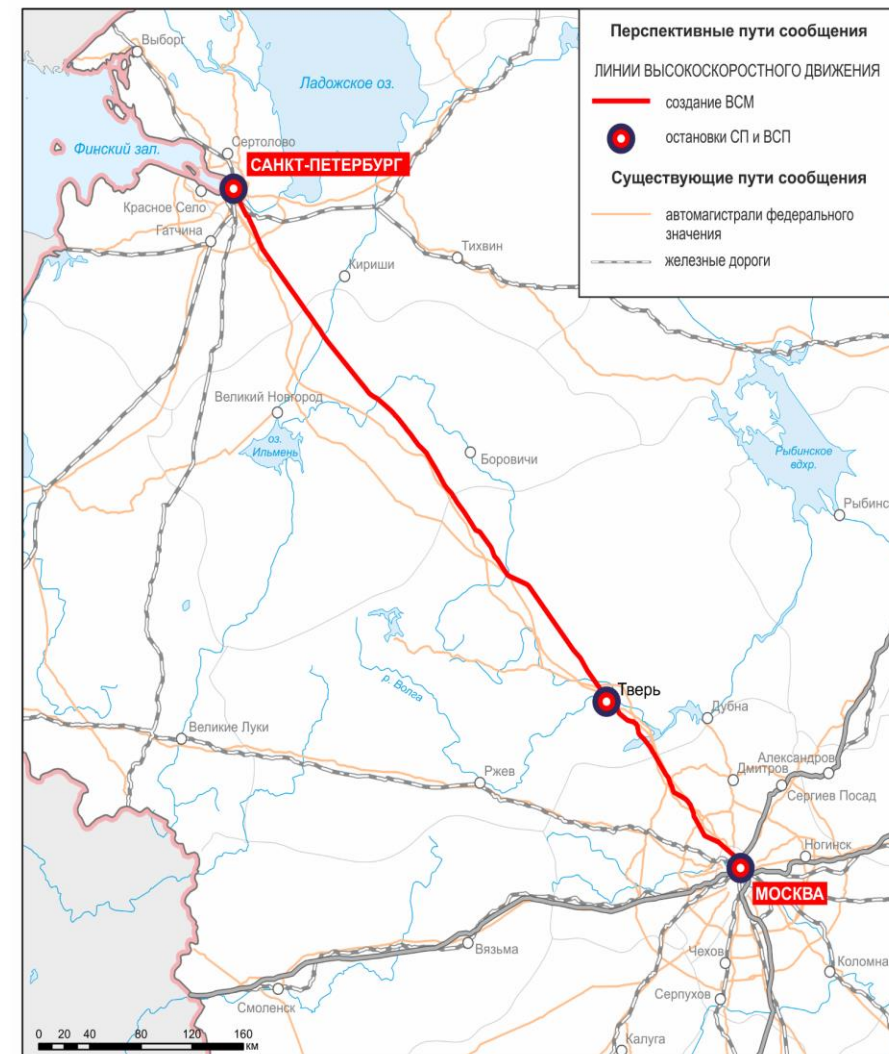 Перспективные пути сообщения
ЛИНИИ ВЫСОКОСКОРОСТНОГО ДВИЖЕНИЯ
создание ВСМ
остановки СП и ВСП
Существующие пути сообщения
автомагистрали федерального
значения
железные дороги
Выборг
Ладожское оз.
Финский зал.
Сертолово
САНКТ-ПЕТЕРБУРГ
Красное Село
Гатчина
Тихвин
Кириши
Великий Новгород
оз.
Ильмень
Боровичи
Рыбинское
вдхр.
Рыбинс
р. Волга
Тверь
Дубна
Великие Луки
Александров
Ржев
Дмитров
Сергиев Посад
Ногинск
МОСКВА
Вязьма
Чехов
Коломна
Смоленск
Серпухов
Калуга
0 20 40 80 120 160
км